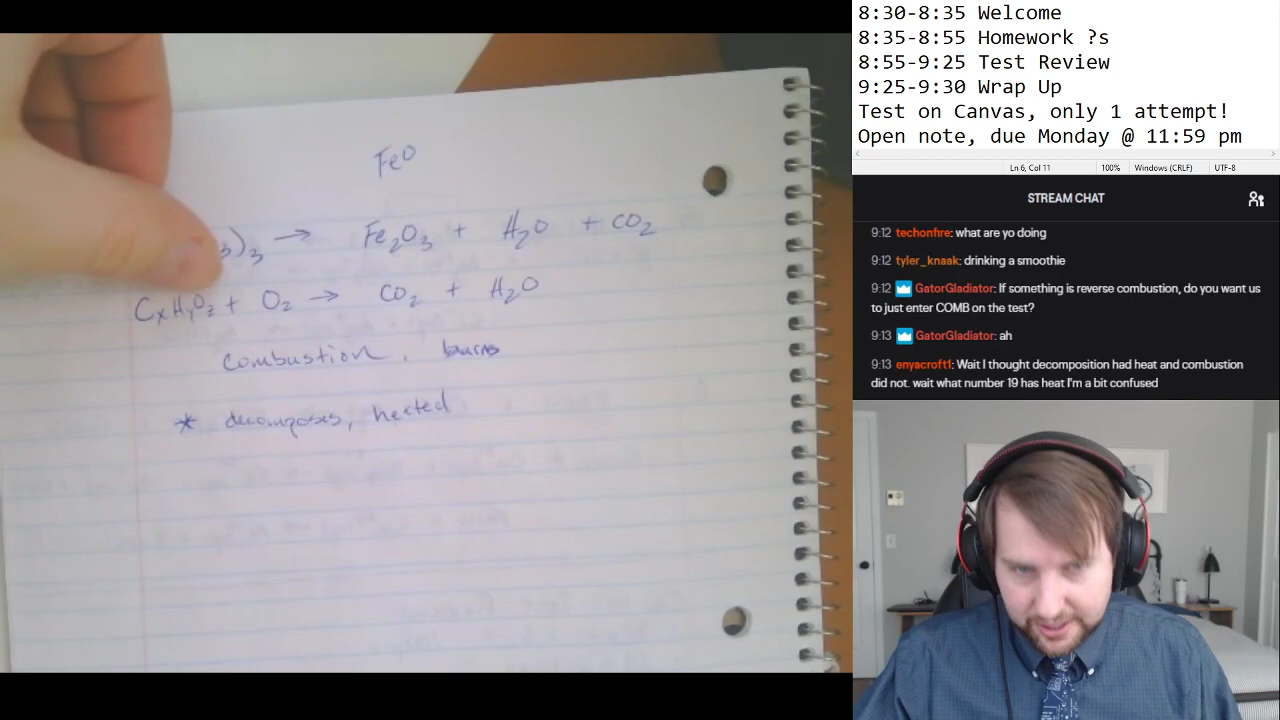 8:30-8:35 Welcome
8:35-8:55 Homework ?s
8:55-9:25 Test Review
9:25-9:30 Wrap Up
Test on Canvas, only 1 attempt!
Open note, due Monday @ 11:59 pm
Ln 6, Col 11 100% Windows (CRLF) UTF-8
STREAM CHAT
9:12 techonfire: what are yo doing
9:12 tyler_knaak: drinking a smoothie
9:12 GatorGladiator: If something is reverse combustion, do you want us
to just enter COMB on the test?
9:13 GatorGladiator: ah
9:13 enyacroft1: Wait I thought decomposition had heat and combustion
did not. wait what number 19 has heat I'm a bit confused
FeO
3)3 → Fe2O3 + H2O + CO2
CxHyOz + O2 → CO2 + H2O
combustion, burns
* decomposes, heated